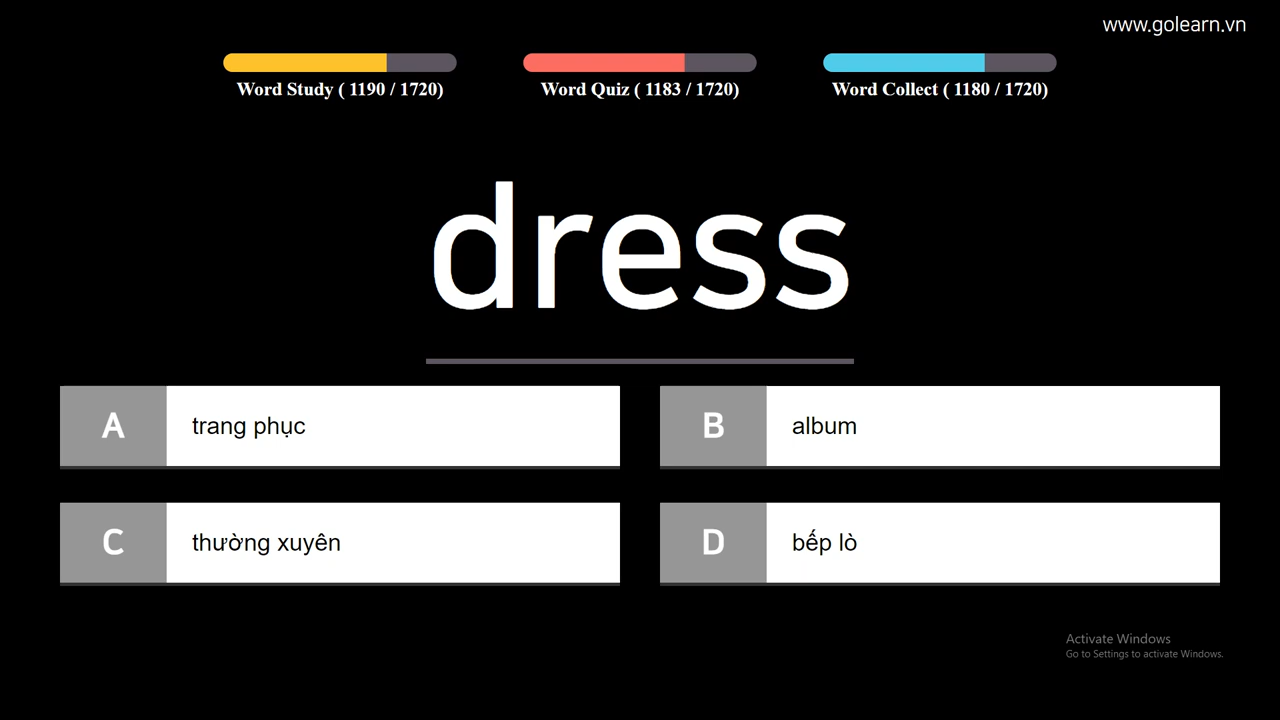 www.golearn.vn
Word Study ( 1190 / 1720)
Word Quiz ( 1183 / 1720)
Word Collect ( 1180 / 1720)
dress
A trang phục
B album
C thường xuyên
D bếp lò
Activate Windows
Go to Settings to activate Windows.